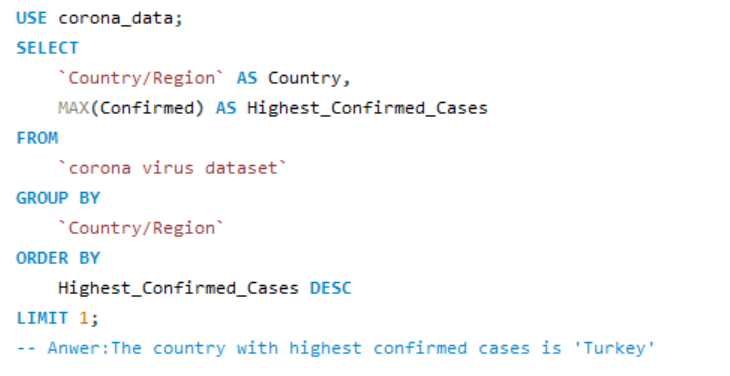 USE corona_data;
SELECT
`Country/Region` AS Country,
MAX(Confirmed) AS Highest_Confirmed_Cases
FROM
`corona virus dataset`
GROUP BY
`Country/Region`
ORDER BY
Highest_Confirmed_Cases DESC
LIMIT 1;
-- Anwer:The country with highest confirmed cases is 'Turkey'